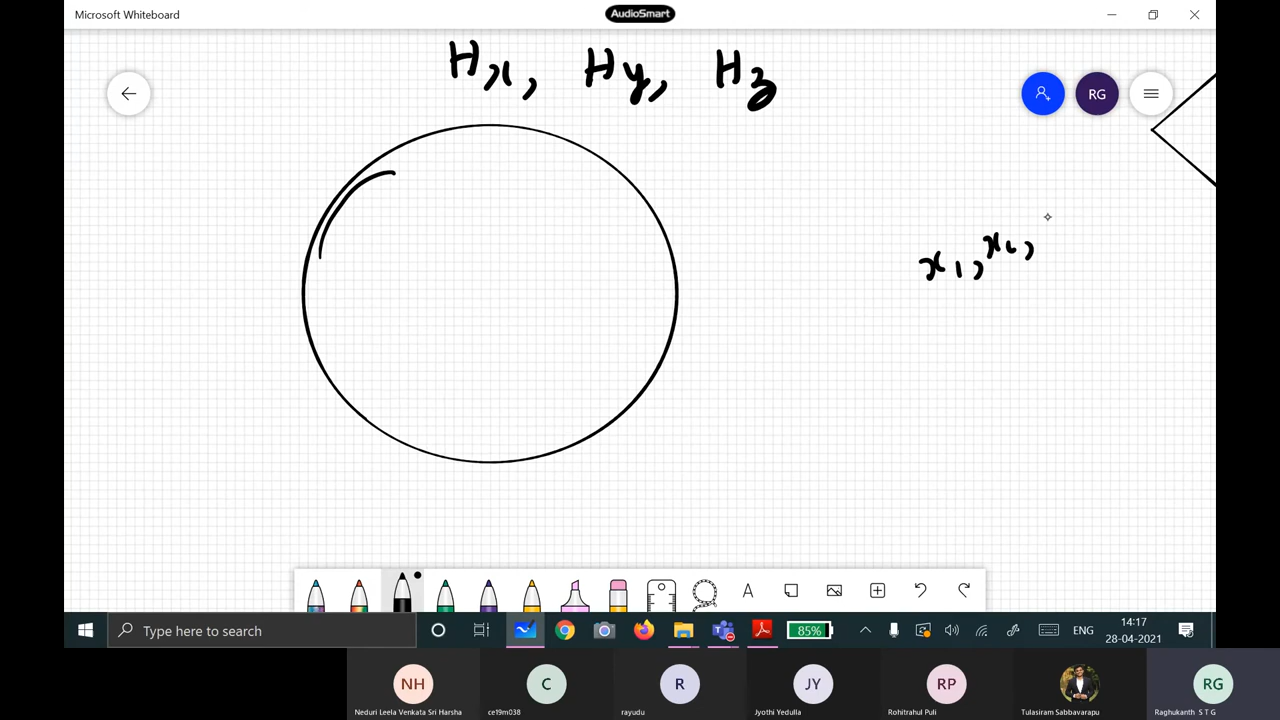 Microsoft Whiteboard
AudioSmart
Hx, Hy, Hz
RG
x1, x2,
A
Type here to search
85%
ENG
14:17
28-04-2021
NH
C
R
JY
RP
RG
Neduri Leela Venkata Sri Harsha
ce19m038
rayudu
Jyothi Yedulla
Rohitrahul Puli
Tulasiram Sabbavarapu
Raghukanth S T G